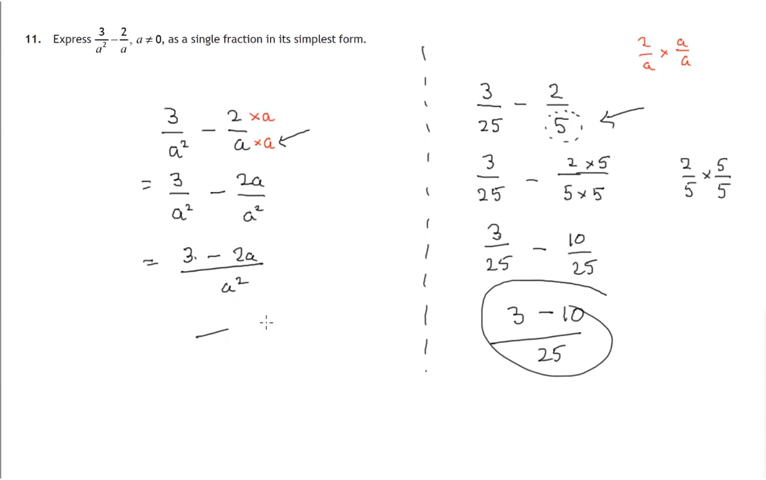 11. Express 3/a² − 2/a, a ≠ 0, as a single fraction in its simplest form.
3/a² − 2 ×a/a ×a
= 3/a² − 2a/a²
= 3 − 2a/a²
—
2/a × a/a
3/25 − 2/5
3/25 − 2 × 5/5 × 5
2/5 × 5/5
3/25 − 10/25
3 − 10/25